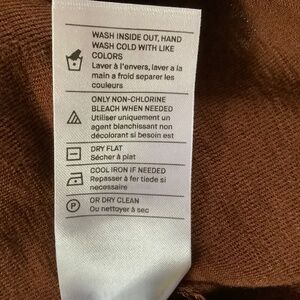 WASH INSIDE OUT, HAND
WASH COLD WITH LIKE
COLORS
Laver à l'envers, laver a la
main a froid separer les
couleurs
ONLY NON-CHLORINE
BLEACH WHEN NEEDED
Utiliser uniquement un
agent blanchissant non
décolorant si besoin est
DRY FLAT
Sécher à plat
COOL IRON IF NEEDED
Repasser à fer tiede si
necessaire
P
OR DRY CLEAN
Ou nettoyer à sec